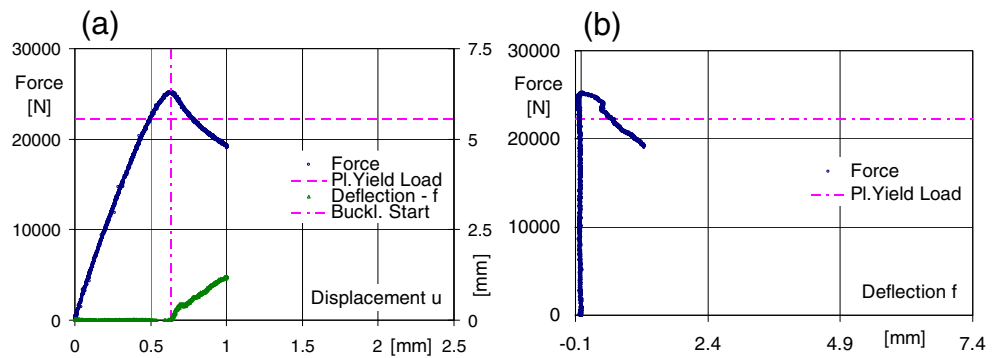 (a)
30000
Force
[N]
20000
10000
0
7.5
5
2.5
0
[mm]
Force
Pl.Yield Load
Deflection - f
Buckl. Start
Displacement u
0
0.5
1
1.5
2 [mm] 2.5
(b)
30000
Force
[N]
20000
10000
0
Force
Pl.Yield Load
Deflection f
-0.1
2.4
[mm]
4.9
7.4